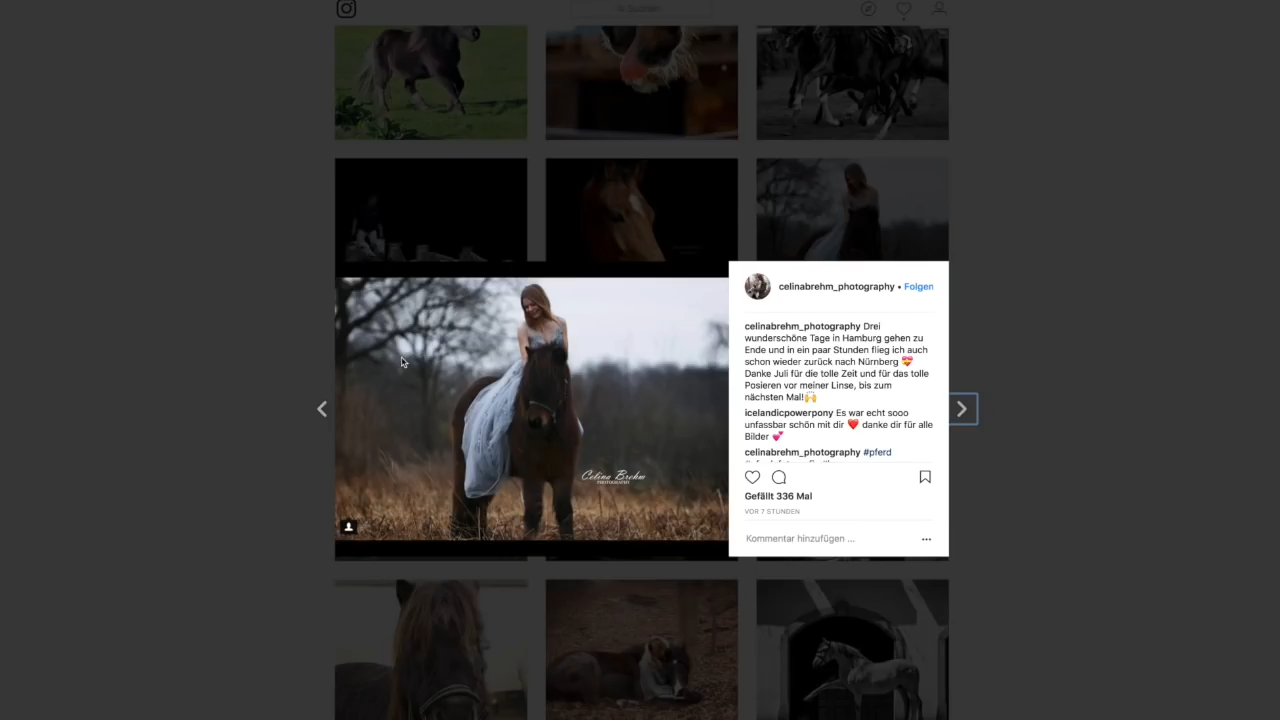 celinabrehm_photography • Folgen
celinabrehm_photography Drei
wunderschöne Tage in Hamburg gehen zu
Ende und in ein paar Stunden flieg ich auch
schon wieder zurück nach Nürnberg 💝
Danke Juli für die tolle Zeit und für das tolle
Posieren vor meiner Linse, bis zum
nächsten Mal!🙌
icelandicpowerpony Es war echt sooo
unfassbar schön mit dir ❤️ danke dir für alle
Bilder 💕
celinabrehm_photography #pferd
Gefällt 336 Mal
VOR 7 STUNDEN
Kommentar hinzufügen ...
Celina Brehm
PHOTOGRAPHY